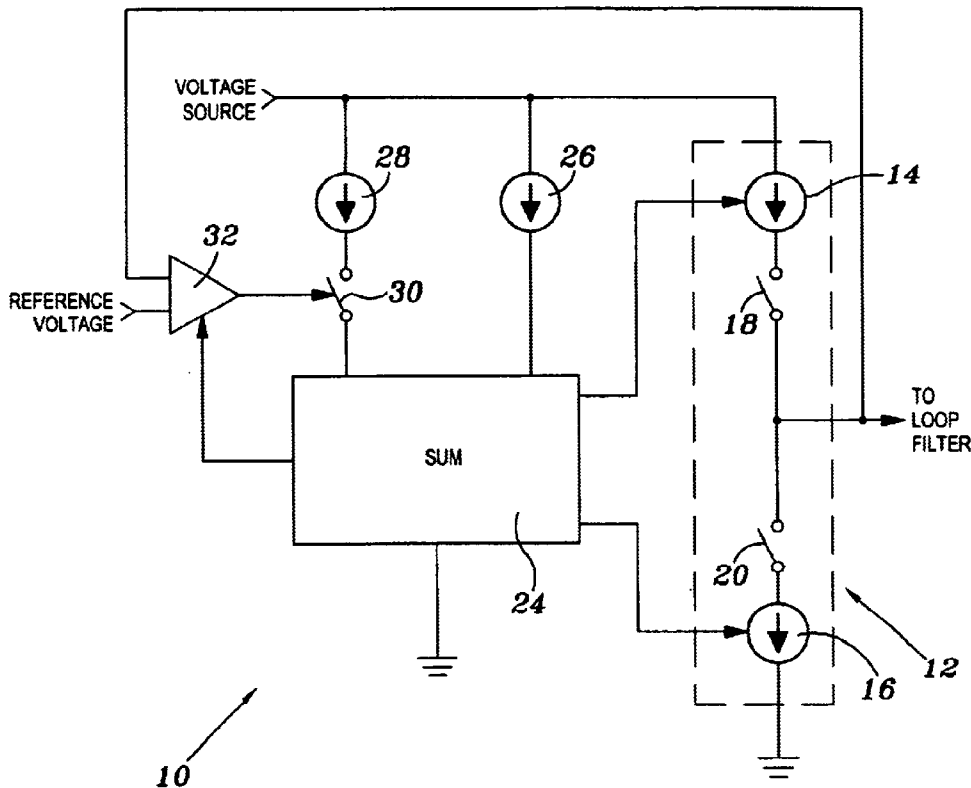 VOLTAGE
SOURCE
28
26
14
32
REFERENCE
VOLTAGE
30
18
TO
LOOP
FILTER
SUM
20
24
12
16
10